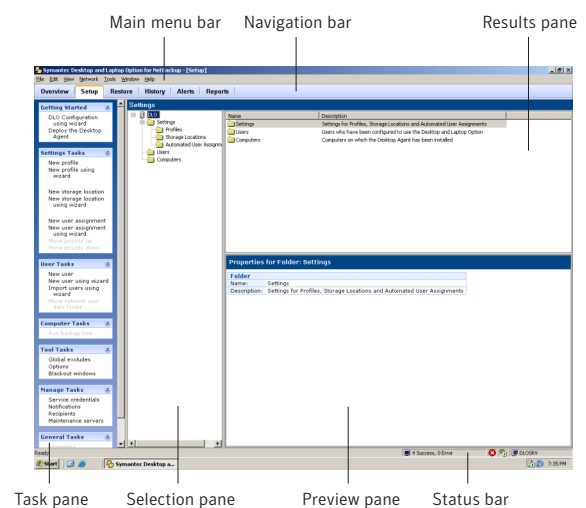 Main menu bar
Navigation bar
Results pane
Symantec Desktop and Laptop Option for NetBackup - [Setup]
File Edit View Network Tools Window Help
Overview Setup Restore History Alerts Reports
Getting Started
DLO Configuration
using wizard
Deploy the Desktop
Agent
Settings Tasks
New profile
New profile using
wizard
New storage location
New storage location
using wizard
New user assignment
New user assignment
using wizard
Move priority up
Move priority down
User Tasks
New user
New user using wizard
Import users using
wizard
Move network user
data folder
Computer Tasks
Run backup now
Tool Tasks
Global excludes
Options
Blackout windows
Manage Tasks
Service credentials
Notifications
Recipients
Maintenance servers
General Tasks
Settings
DLO
Settings
Profiles
Storage Locations
Automated User Assignm
Users
Computers
Name Description
Settings Settings for Profiles, Storage Locations and Automated User Assignments
Users Users who have been configured to use the Desktop and Laptop Option
Computers Computers on which the Desktop Agent has been installed
Properties for Folder: Settings
Folder
Name: Settings
Description: Settings for Profiles, Storage Locations and Automated User Assignments
Ready
4 Success, 0 Error
DLOSRV
Start
Symantec Desktop a...
7:35 PM
Task pane
Selection pane
Preview pane
Status bar